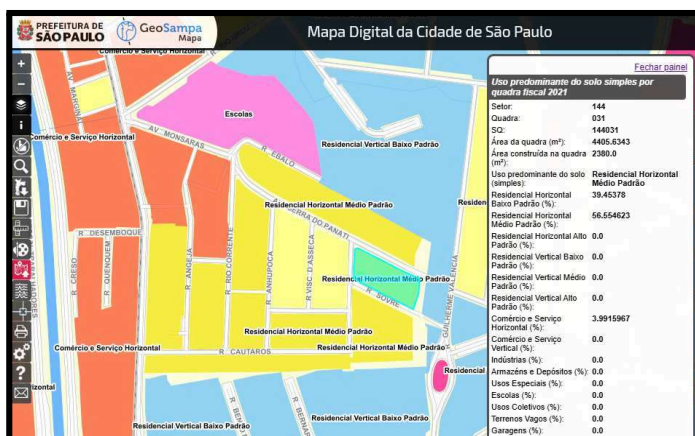 PREFEITURA DE
SÃO PAULO
GeoSampa
Mapa
Mapa Digital da Cidade de São Paulo
Fechar painel
Uso predominante do solo simples por
quadra fiscal 2021
Setor: 144
Quadra: 031
SQ: 144031
Área da quadra (m²): 4405.6343
Área construída na quadra 2380.0
(m²):
Uso predominante do solo Residencial Horizontal
(simples): Médio Padrão
Residencial Horizontal 39.45378
Baixo Padrão (%):
Residencial Horizontal 56.554623
Médio Padrão (%):
Residencial Horizontal Alto 0.0
Padrão (%):
Residencial Vertical Baixo 0.0
Padrão (%):
Residencial Vertical Médio 0.0
Padrão (%):
Residencial Vertical Alto 0.0
Padrão (%):
Comércio e Serviço 3.9915967
Horizontal (%):
Comércio e Serviço 0.0
Vertical (%):
Indústrias (%): 0.0
Armazéns e Depósitos (%): 0.0
Usos Especiais (%): 0.0
Escolas (%): 0.0
Usos Coletivos (%): 0.0
Terrenos Vagos (%): 0.0
Garagens (%): 0.0
Comércio e Serviço Horizontal
AV. MARGINAL
Escolas
Comércio e Serviço Horizontal
AV. MONSARAS
R. EBALO
Residencial Vertical Baixo Padrão
Residencial Horizontal Médio Padrão
Residen
SERRA DO PANATI
R. DESEMBOQUE
R. CRESO
R. QUENQUEM
R. ANGEJA
R. RIO CORRENTE
R. ANHUPOCA
R. VISC. D'ASSECA
Residencial Horizontal Médio Padrão
R. SOVRE
R. GUILHERME VALENCIA
Residencial Horizontal Médio Padrão
Comércio e Serviço Horizontal
R. CAUTAROS
Residencial Horizontal Médio Padrão
Residencial
rizontal
R. BERNAR
Residencial Vertical Baixo Padrão
Residencial Vertical Baixo Padrão